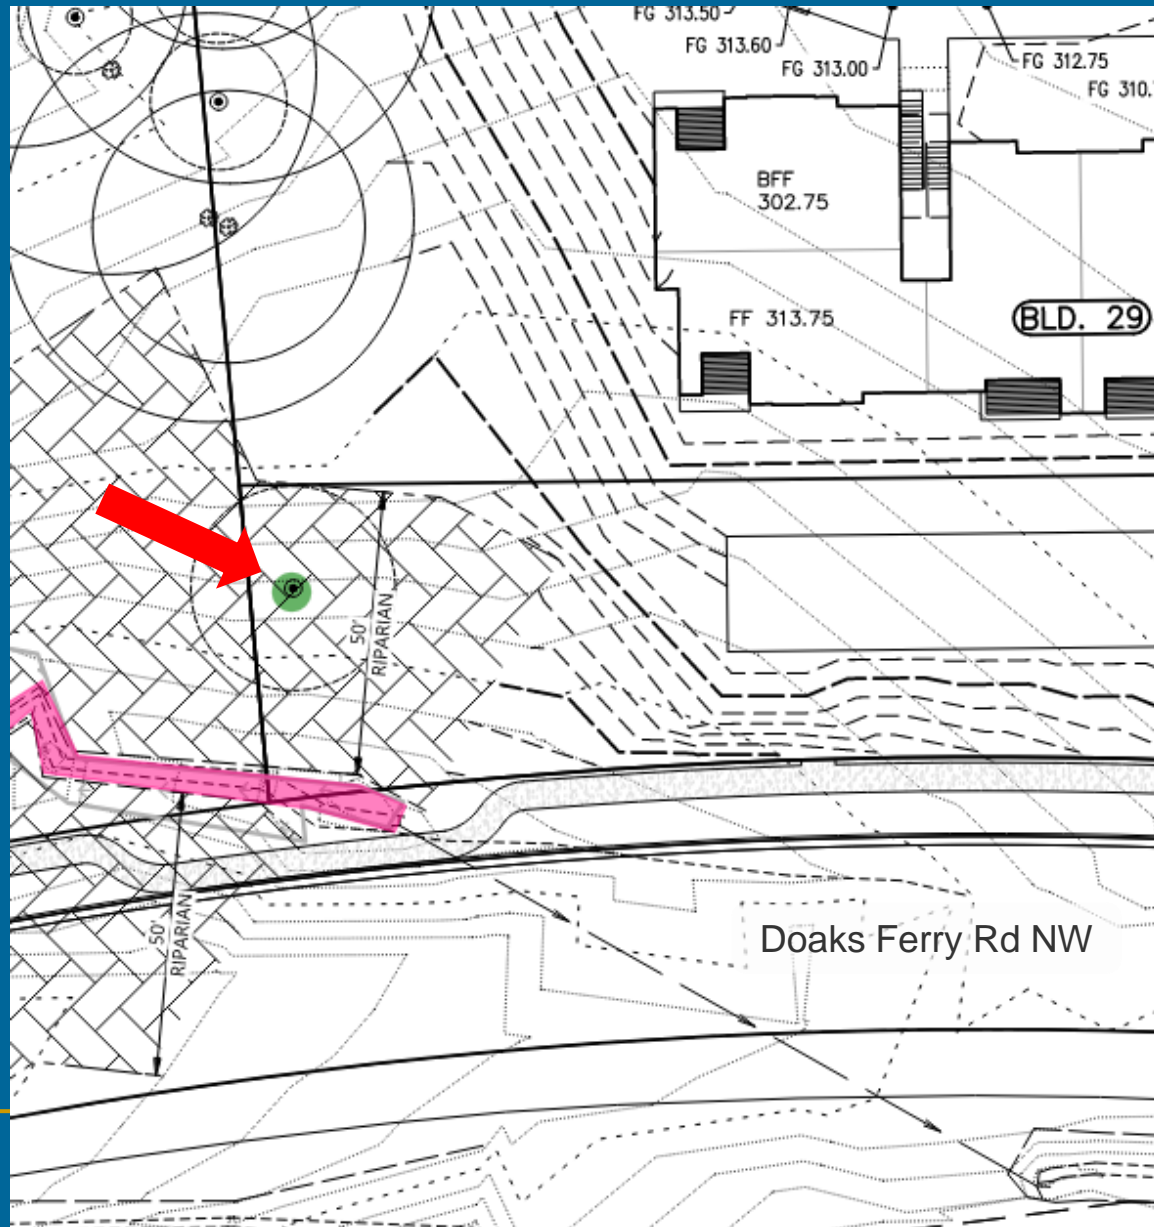 FG 313.50
FG 313.60
FG 313.00
FG 312.75
FG 310.
BFF
302.75
FF 313.75
BLD. 29
50'
RIPARIAN
50'
RIPARIAN
Doaks Ferry Rd NW